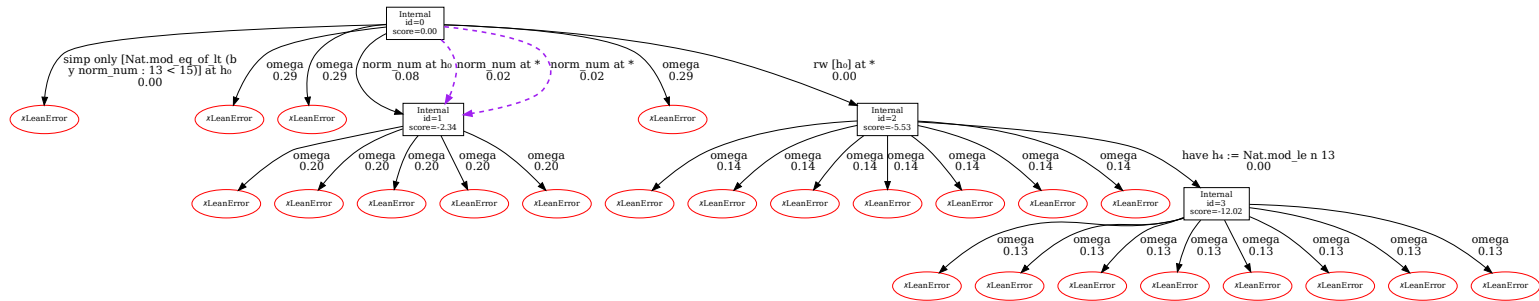 Internal
id=0
score=0.00
simp only [Nat.mod_eq_of_lt (b
y norm_num : 13 < 15)] at h₀
0.00
omega
0.29
omega
0.29
norm_num at h₀
0.08
norm_num at *
0.02
norm_num at *
0.02
omega
0.29
rw [h₀] at *
0.00
✗LeanError
✗LeanError
✗LeanError
Internal
id=1
score=-2.34
✗LeanError
Internal
id=2
score=-5.53
omega
0.20
omega
0.20
omega
0.20
omega
0.20
omega
0.20
omega
0.14
omega
0.14
omega
0.14
omega
0.14
omega
0.14
omega
0.14
omega
0.14
have h₄ := Nat.mod_le n 13
0.00
✗LeanError
✗LeanError
✗LeanError
✗LeanError
✗LeanError
✗LeanError
✗LeanError
✗LeanError
✗LeanError
✗LeanError
✗LeanError
✗LeanError
Internal
id=3
score=-12.02
omega
0.13
omega
0.13
omega
0.13
omega
0.13
omega
0.13
omega
0.13
omega
0.13
omega
0.13
✗LeanError
✗LeanError
✗LeanError
✗LeanError
✗LeanError
✗LeanError
✗LeanError
✗LeanError